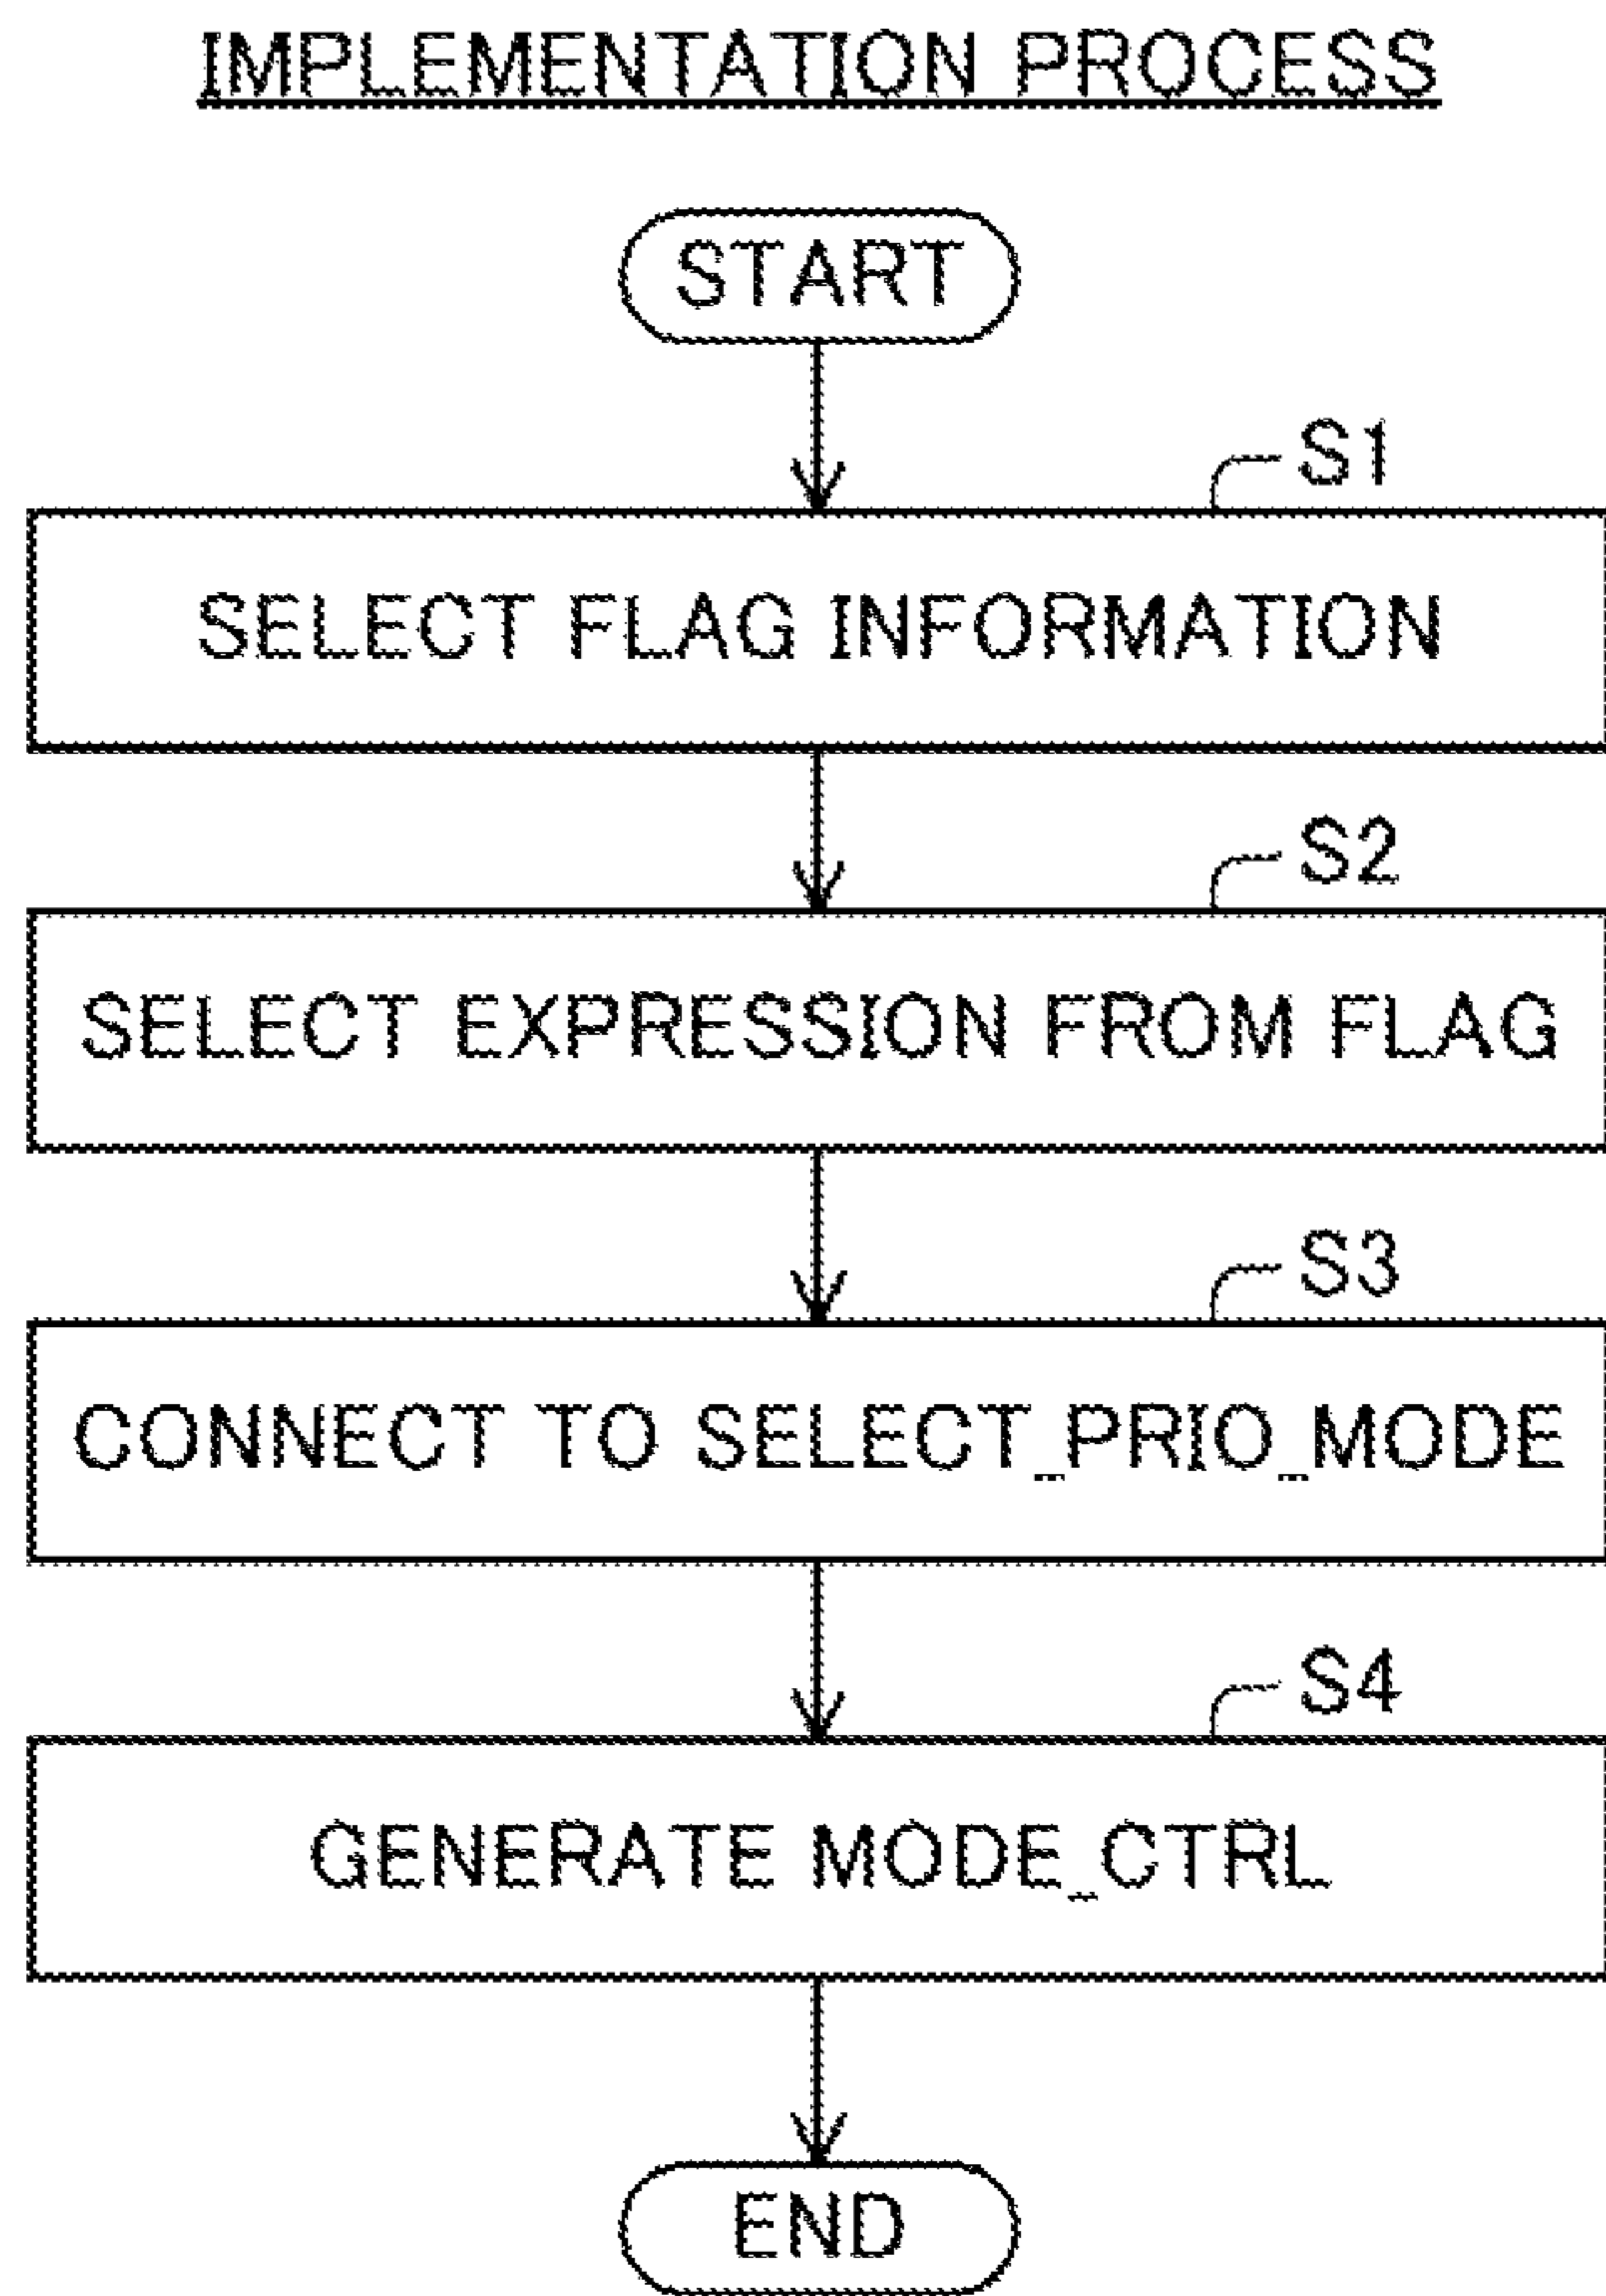 IMPLEMENTATION PROCESS
START
S1
SELECT FLAG INFORMATION
S2
SELECT EXPRESSION FROM FLAG
S3
CONNECT TO SELECT_PRIO_MODE
S4
GENERATE MODE_CTRL
END